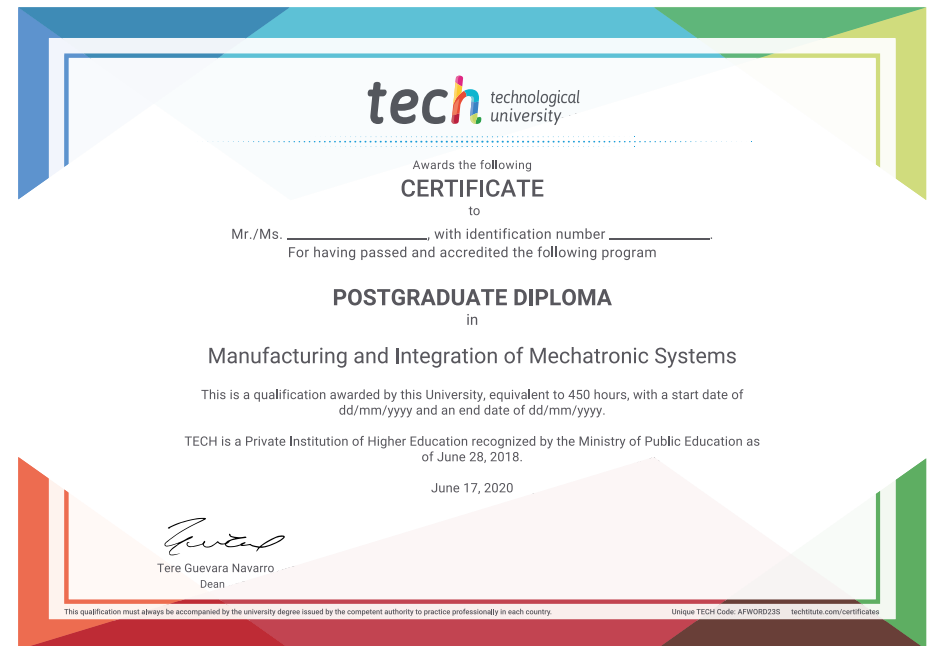 tech technological
university
Awards the following
CERTIFICATE
to
Mr./Ms. ____________________, with identification number ______________.
For having passed and accredited the following program
POSTGRADUATE DIPLOMA
in
Manufacturing and Integration of Mechatronic Systems
This is a qualification awarded by this University, equivalent to 450 hours, with a start date of
dd/mm/yyyy and an end date of dd/mm/yyyy.
TECH is a Private Institution of Higher Education recognized by the Ministry of Public Education as
of June 28, 2018.
June 17, 2020
Tere Guevara Navarro
Dean
This qualification must always be accompanied by the university degree issued by the competent authority to practice professionally in each country.
Unique TECH Code: AFWORD23S techtitute.com/certificates